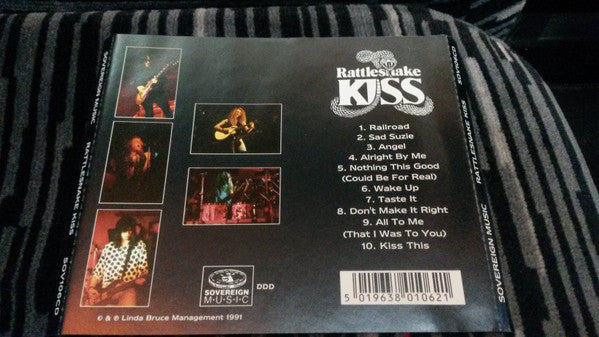 Rattlesnake
KISS
1. Railroad
2. Sad Suzie
3. Angel
4. Alright By Me
5. Nothing This Good
(Could Be For Real)
6. Wake Up
7. Taste It
8. Don't Make It Right
9. All To Me
(That I Was To You)
10. Kiss This
SOVEREIGN
MUSIC
DDD
5 019638 010621
© & ℗ Linda Bruce Management 1991
SOVEREIGN MUSIC
RATTLESNAKE KISS
SOV106CD
SOV106CD
RATTLESNAKE KISS
SOVEREIGN MUSIC